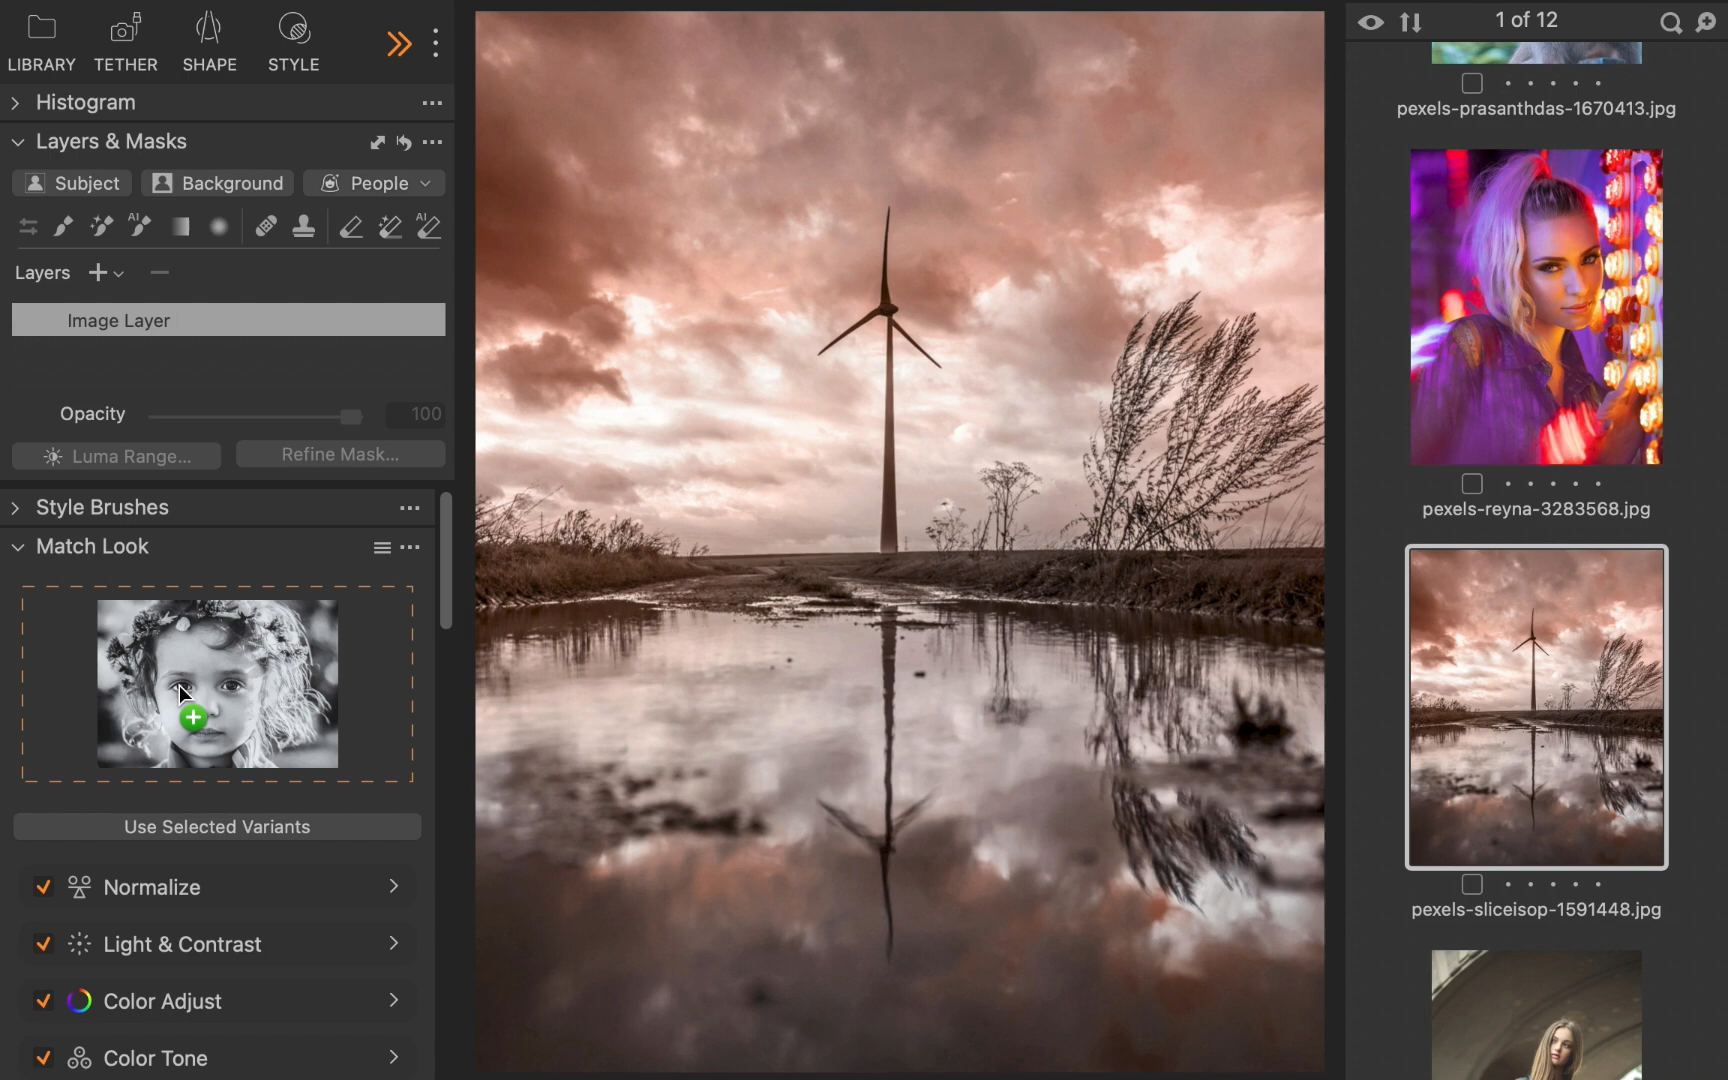 LIBRARY TETHER SHAPE STYLE
Histogram
Layers & Masks
Subject Background People
AI AI
Layers
Image Layer
Opacity 100
Luma Range... Refine Mask...
Style Brushes
Match Look
Use Selected Variants
Normalize
Light & Contrast
Color Adjust
Color Tone
1 of 12
pexels-prasanthdas-1670413.jpg
pexels-reyna-3283568.jpg
pexels-sliceisop-1591448.jpg